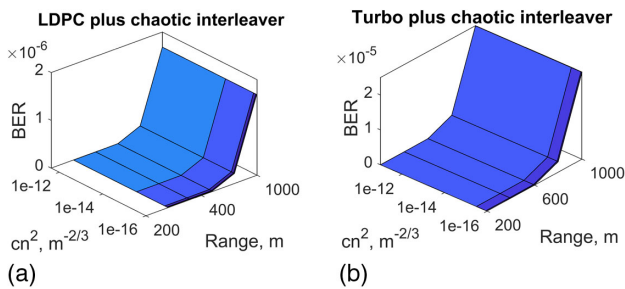 LDPC plus chaotic interleaver
×10⁻⁶
2
1
0
BER
1e-12
1e-14
1e-16
cn², m⁻²/³
200
400
1000
Range, m
(a)
Turbo plus chaotic interleaver
×10⁻⁵
2
1
0
BER
1e-12
1e-14
1e-16
cn², m⁻²/³
200
600
1000
Range, m
(b)